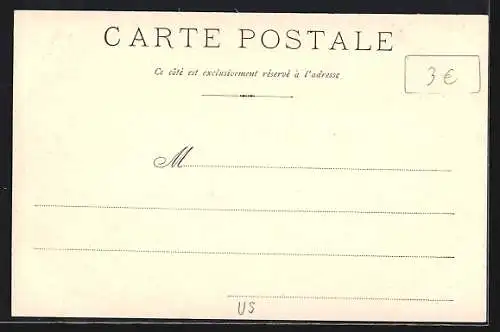 CARTE POSTALE
Ce côté est exclusivement réservé à l'adresse
3 €
M
US